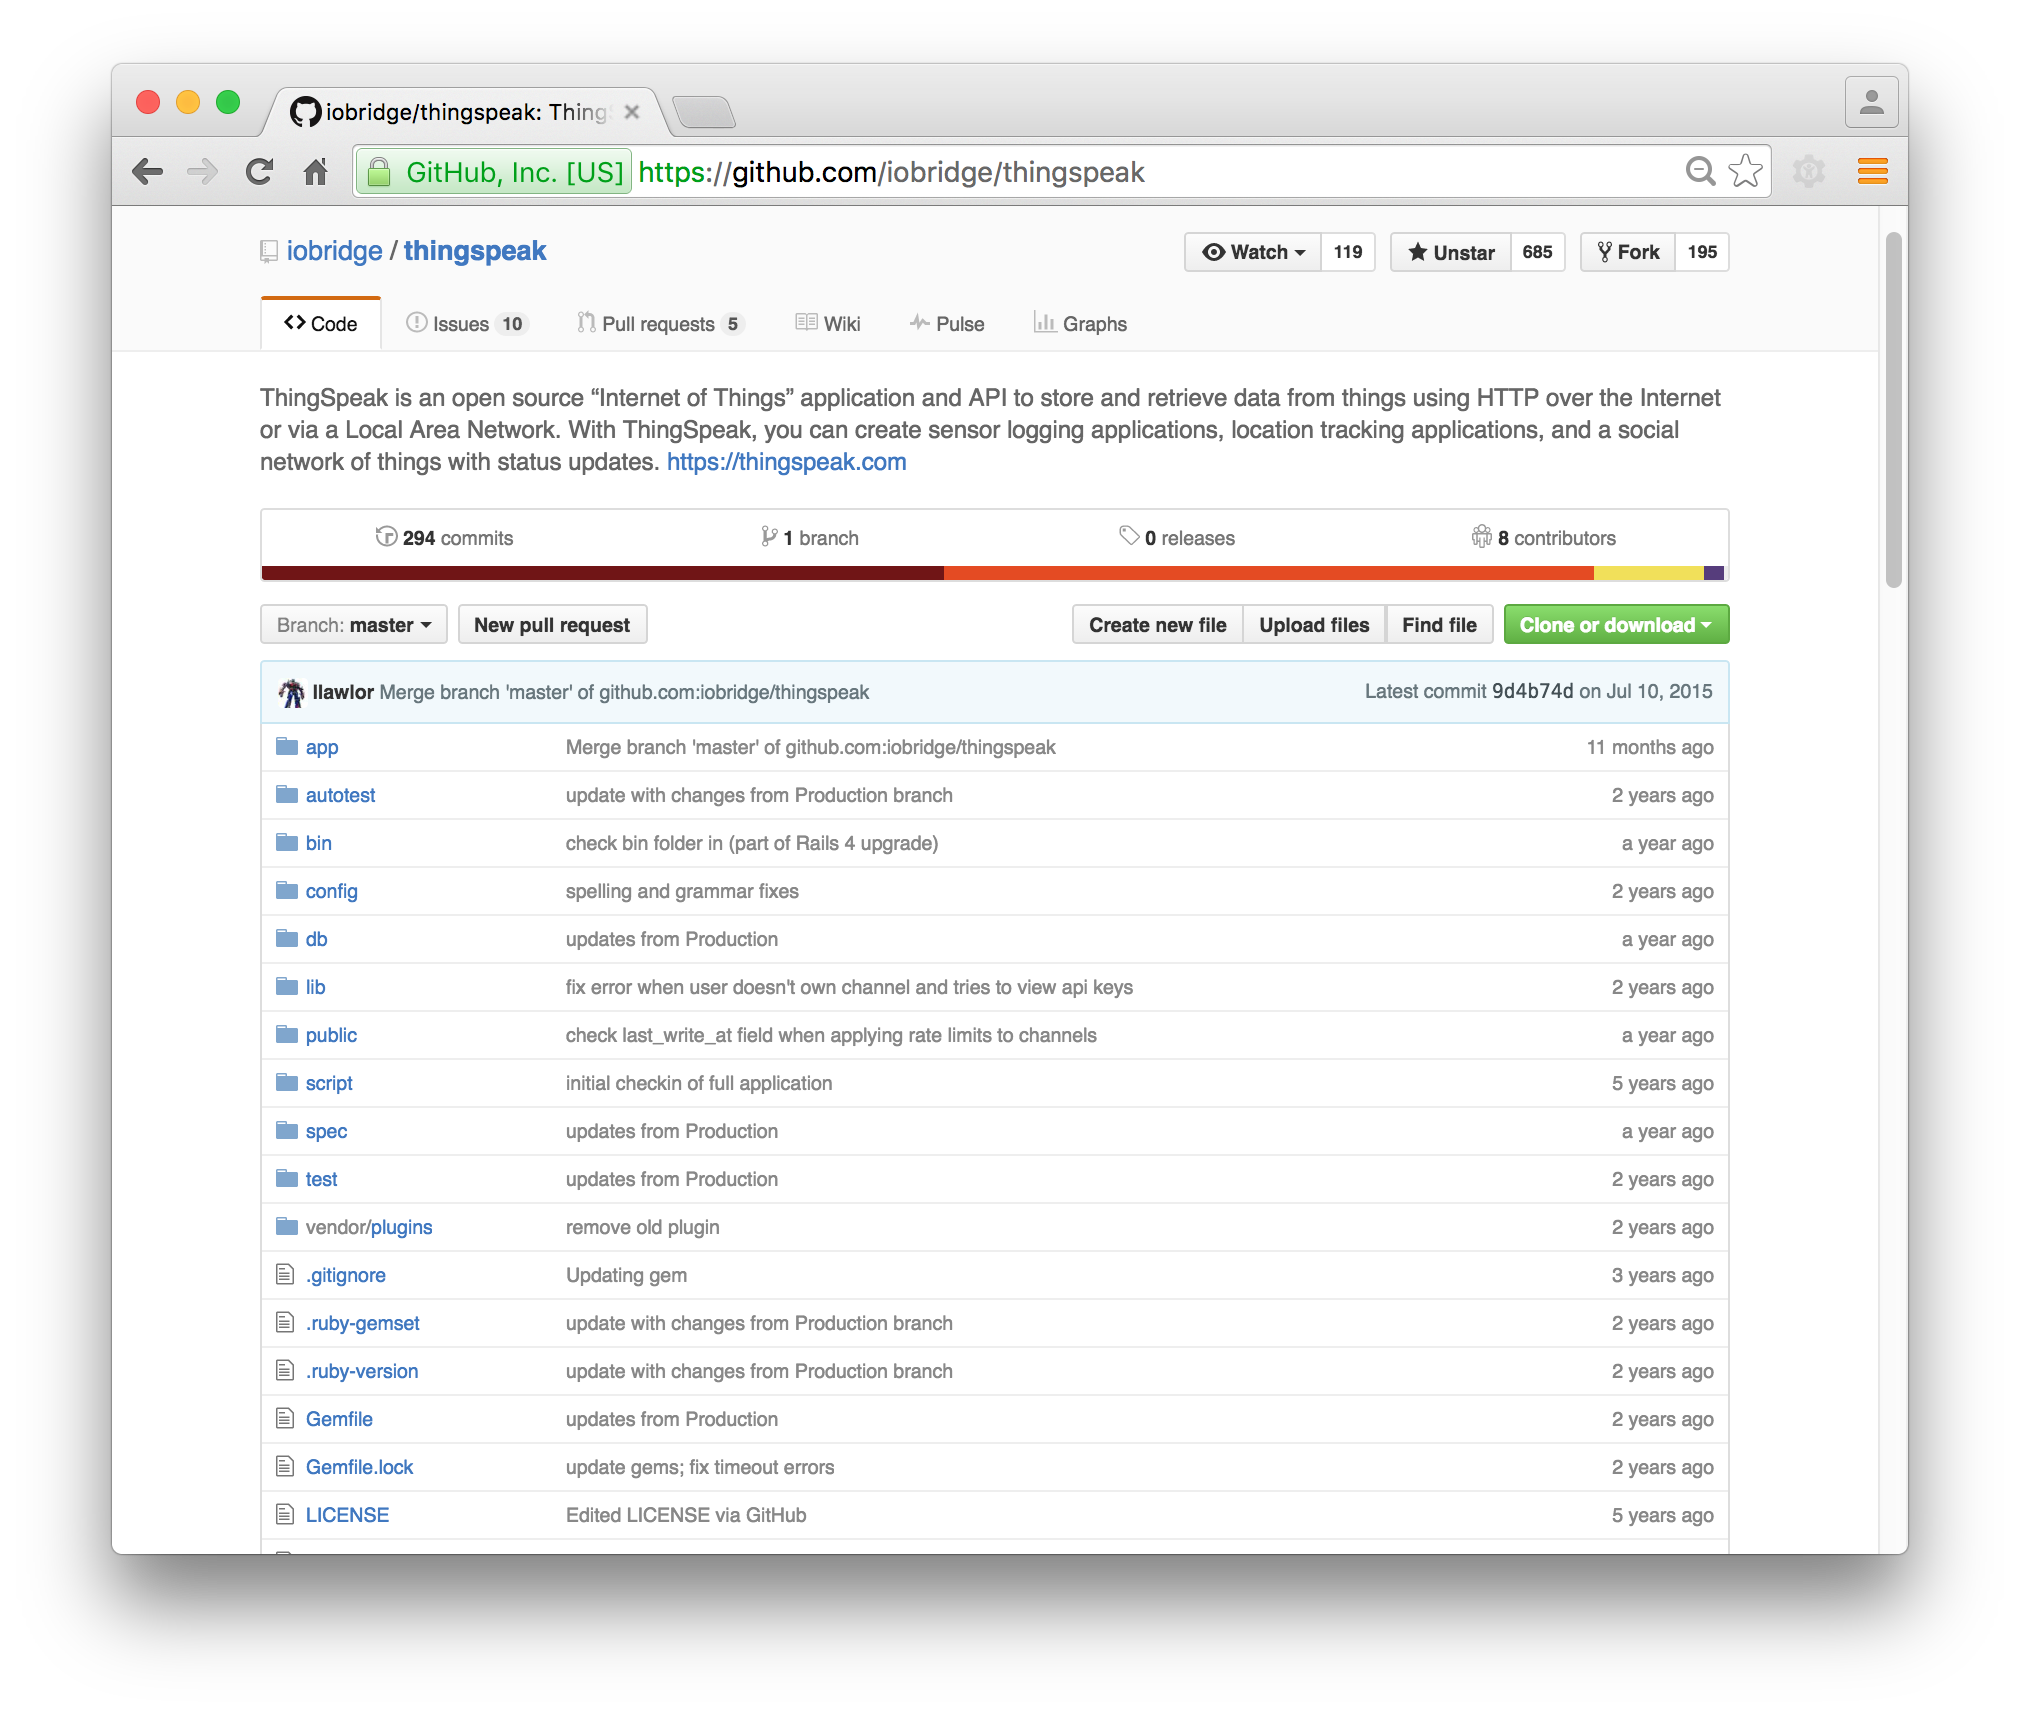 iobridge/thingspeak: Thing
GitHub, Inc. [US] https://github.com/iobridge/thingspeak
iobridge / thingspeak
Watch 119 Unstar 685 Fork 195
Code Issues 10 Pull requests 5 Wiki Pulse Graphs
ThingSpeak is an open source “Internet of Things” application and API to store and retrieve data from things using HTTP over the Internet
or via a Local Area Network. With ThingSpeak, you can create sensor logging applications, location tracking applications, and a social
network of things with status updates. https://thingspeak.com
294 commits 1 branch 0 releases 8 contributors
Branch: master New pull request Create new file Upload files Find file Clone or download
llawlor Merge branch 'master' of github.com:iobridge/thingspeak Latest commit 9d4b74d on Jul 10, 2015
app Merge branch 'master' of github.com:iobridge/thingspeak 11 months ago
autotest update with changes from Production branch 2 years ago
bin check bin folder in (part of Rails 4 upgrade) a year ago
config spelling and grammar fixes 2 years ago
db updates from Production a year ago
lib fix error when user doesn't own channel and tries to view api keys 2 years ago
public check last_write_at field when applying rate limits to channels a year ago
script initial checkin of full application 5 years ago
spec updates from Production a year ago
test updates from Production 2 years ago
vendor/plugins remove old plugin 2 years ago
.gitignore Updating gem 3 years ago
.ruby-gemset update with changes from Production branch 2 years ago
.ruby-version update with changes from Production branch 2 years ago
Gemfile updates from Production 2 years ago
Gemfile.lock update gems; fix timeout errors 2 years ago
LICENSE Edited LICENSE via GitHub 5 years ago